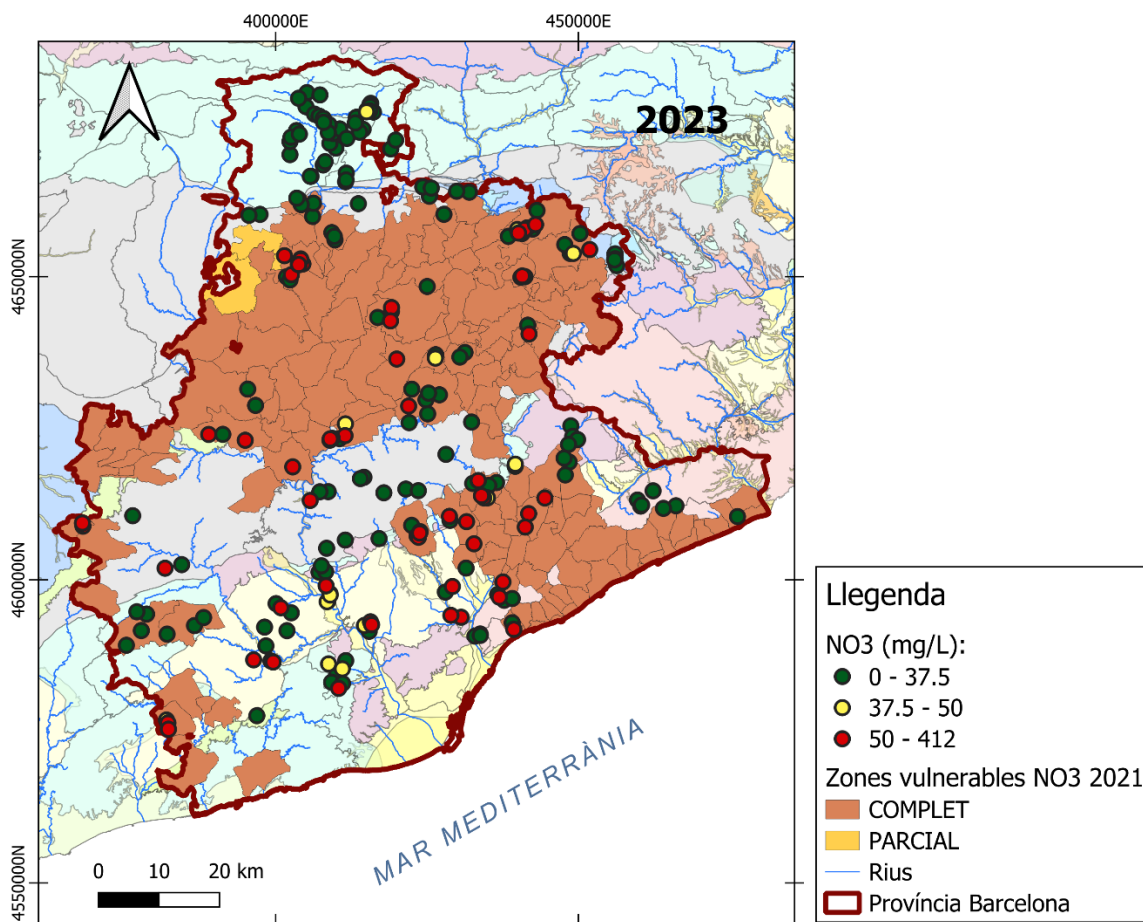 400000E
450000E
2023
4650000N
4600000N
4550000N
MAR MEDITERRÀNIA
0
10
20 km
Llegenda
NO3 (mg/L):
0 - 37.5
37.5 - 50
50 - 412
Zones vulnerables NO3 2021
COMPLET
PARCIAL
Rius
Província Barcelona